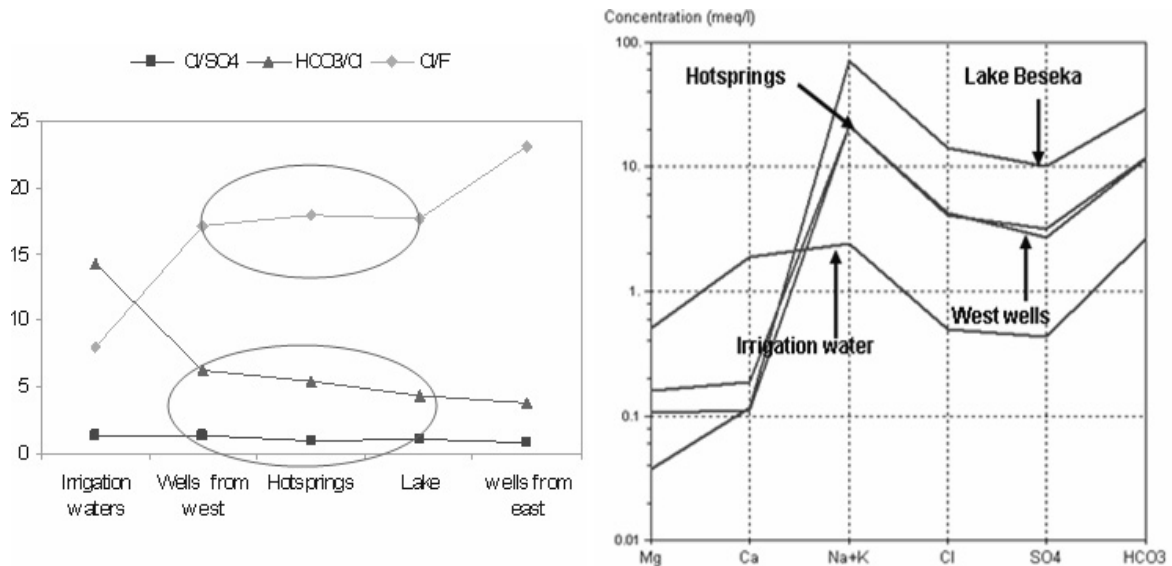 Cl/SO4 HCO3/Cl Cl/F
25
20
15
10
5
0
Irrigation waters
Wells from west
Hotsprings
Lake
wells from east
Concentration (meq/l)
100.
10.
1.
0.1
0.01
Hotsprings
Lake Beseka
West wells
Irrigation water
Mg Ca Na+K Cl SO4 HCO3